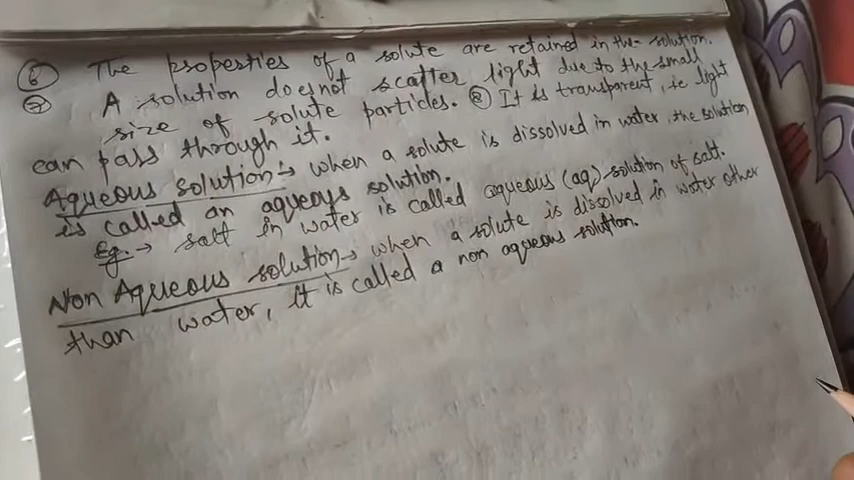 ⑥ The properties of a solute are retained in the solution.
⑦ A solution doesnot scatter light due to the small
size of solute particles. ⑧ It is transparent, ie light
can pass through it.
Aqueous solution → when a solute is dissolved in water, the solution
is called an aqueous solution.
Eg. → salt in water is called aqueous (aq) solution of salt.
Non Aqueous solution → when a solute is dissolved in water other
than water, it is called a non aqueous solution.